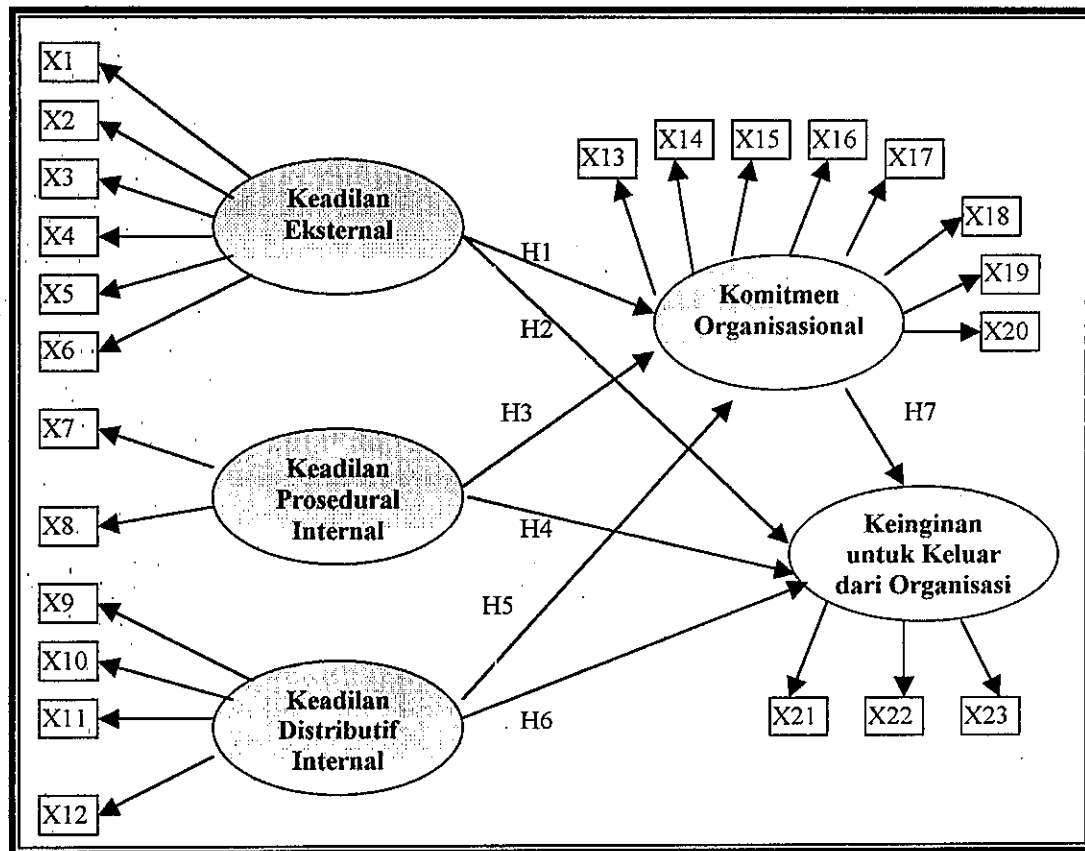 X1
X2
X3
X4
X5
X6
Keadilan
Eksternal
X7
X8
Keadilan
Prosedural
Internal
X9
X10
X11
X12
Keadilan
Distributif
Internal
H1
H2
H3
H4
H5
H6
X13
X14
X15
X16
X17
X18
X19
X20
Komitmen
Organisasional
H7
Keinginan
untuk Keluar
dari Organisasi
X21
X22
X23